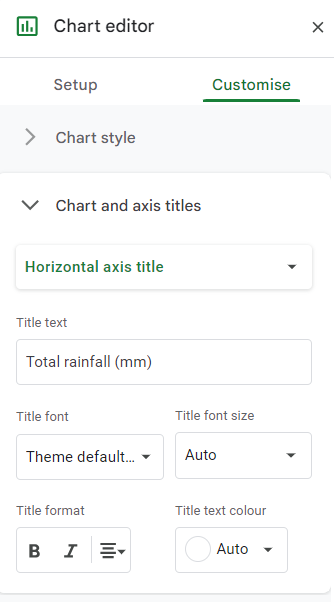 Chart editor
Setup Customise
Chart style
Chart and axis titles
Horizontal axis title
Title text
Total rainfall (mm)
Title font Title font size
Theme default... Auto
Title format Title text colour
B I Auto